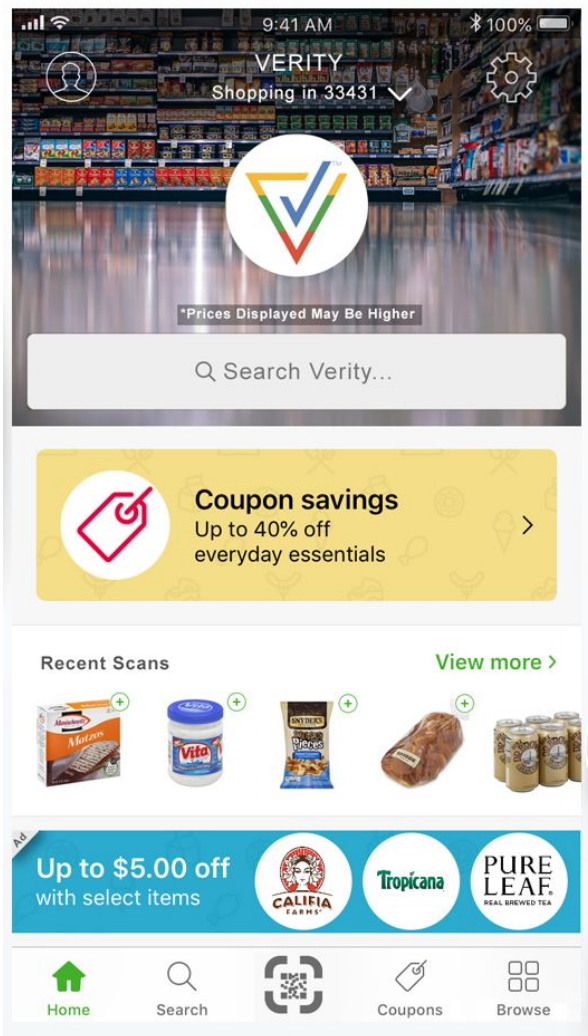 9:41 AM
100%
VERITY
Shopping in 33431
TM
*Prices Displayed May Be Higher
Search Verity...
Coupon savings
Up to 40% off
everyday essentials
Recent Scans
View more >
Manischewitz
Matzos
Vita
SNYDER'S
Pieces
Ad
Up to $5.00 off
with select items
CALIFIA
FARMS
Tropicana
PURE
LEAF
REAL BREWED TEA
Home
Search
Coupons
Browse